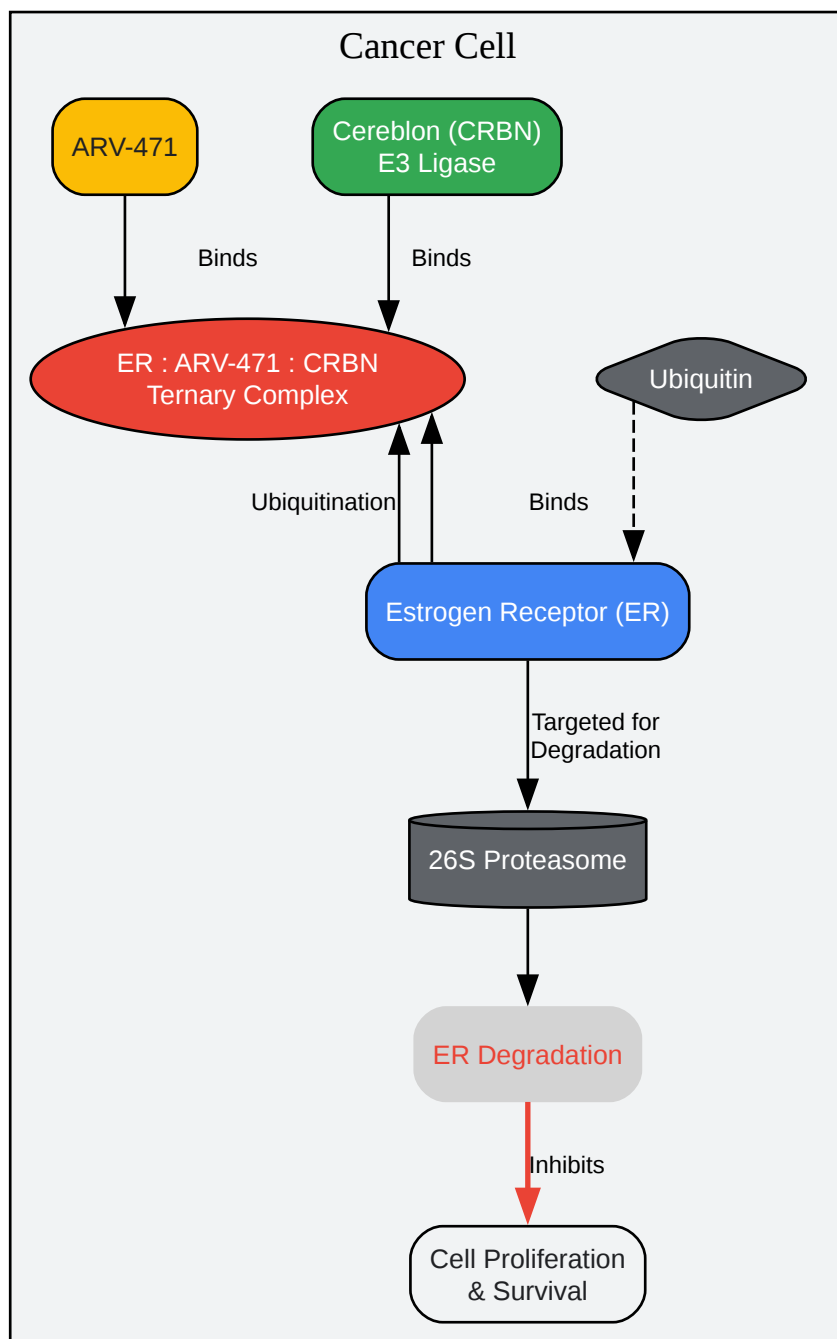 Cancer Cell
ARV-471
Cereblon (CRBN)
E3 Ligase
Binds
Binds
ER : ARV-471 : CRBN
Ternary Complex
Ubiquitin
Ubiquitination
Binds
Estrogen Receptor (ER)
Targeted for
Degradation
26S Proteasome
ER Degradation
Inhibits
Cell Proliferation
& Survival